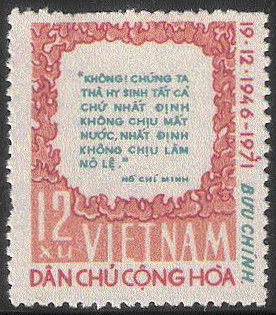 "KHÔNG! CHÚNG TA
THÀ HY SINH TẤT CẢ
CHỨ NHẤT ĐỊNH
KHÔNG CHỊU MẤT
NƯỚC, NHẤT ĐỊNH
KHÔNG CHỊU LÀM
NÔ LỆ."
HỒ CHÍ MINH
19-12-1946-1971
BƯU CHÍNH
12
XU
VIỆTNAM
DÂN CHỦ CỘNG HÒA